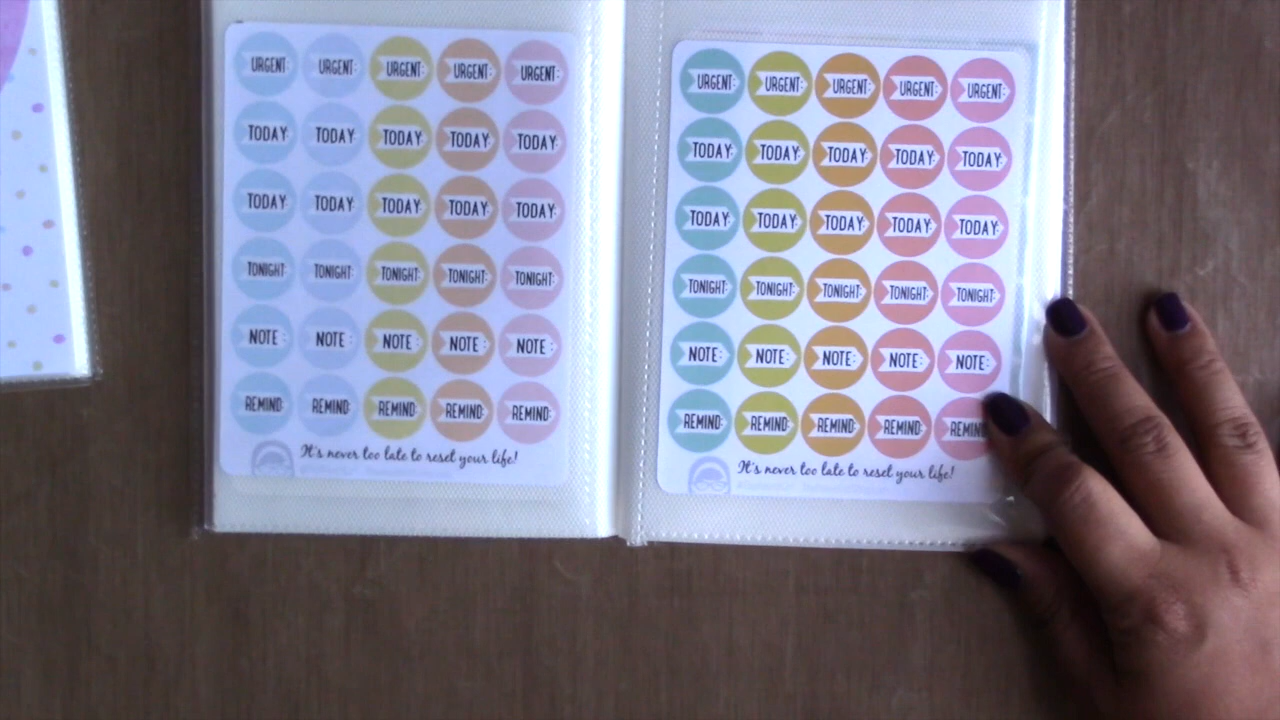 URGENT: URGENT: URGENT: URGENT: URGENT:
TODAY: TODAY: TODAY: TODAY: TODAY:
TODAY: TODAY: TODAY: TODAY: TODAY:
TONIGHT: TONIGHT: TONIGHT: TONIGHT: TONIGHT:
NOTE: NOTE: NOTE: NOTE: NOTE:
REMIND: REMIND: REMIND: REMIND: REMIND:
It's never too late to reset your life!
URGENT: URGENT: URGENT: URGENT: URGENT:
TODAY: TODAY: TODAY: TODAY: TODAY:
TODAY: TODAY: TODAY: TODAY: TODAY:
TONIGHT: TONIGHT: TONIGHT: TONIGHT: TONIGHT:
NOTE: NOTE: NOTE: NOTE: NOTE:
REMIND: REMIND: REMIND: REMIND: REMIND
It's never too late to reset your life!